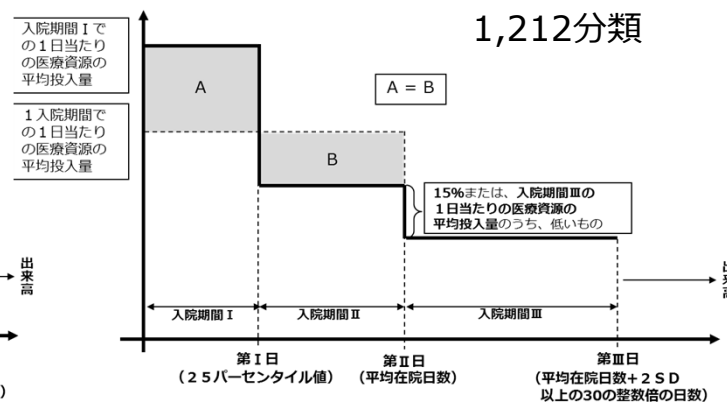 1,212分類
入院期間Ⅰで
の１日当たり
の医療資源の
平均投入量
A
A = B
１入院期間で
の１日当たり
の医療資源の
平均投入量
B
15%または、入院期間Ⅲの
１日当たりの医療資源の
平均投入量のうち、低いもの
出来高
出来高
入院期間Ⅰ
入院期間Ⅱ
入院期間Ⅲ
第Ⅰ日
（２５パーセンタイル値）
第Ⅱ日
（平均在院日数）
第Ⅲ日
（平均在院日数＋２ＳＤ
以上の30の整数倍の日数）
）